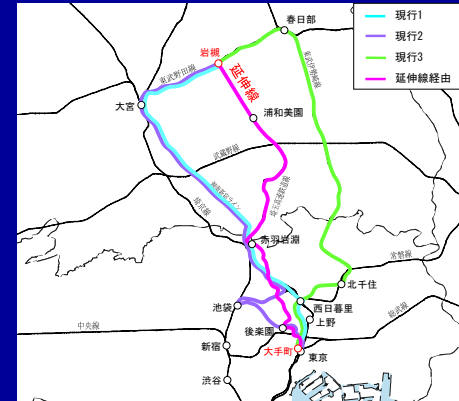 現行1
現行2
現行3
延伸線経由
春日部
岩槻
東武野田線
東武伊勢崎線
延伸線
大宮
浦和美園
武蔵野線
埼京線
埼玉高速鉄道線
赤羽岩淵
常磐線
北千住
池袋
西日暮里
上野
総武線
後楽園
中央線
新宿
大手町
東京
渋谷